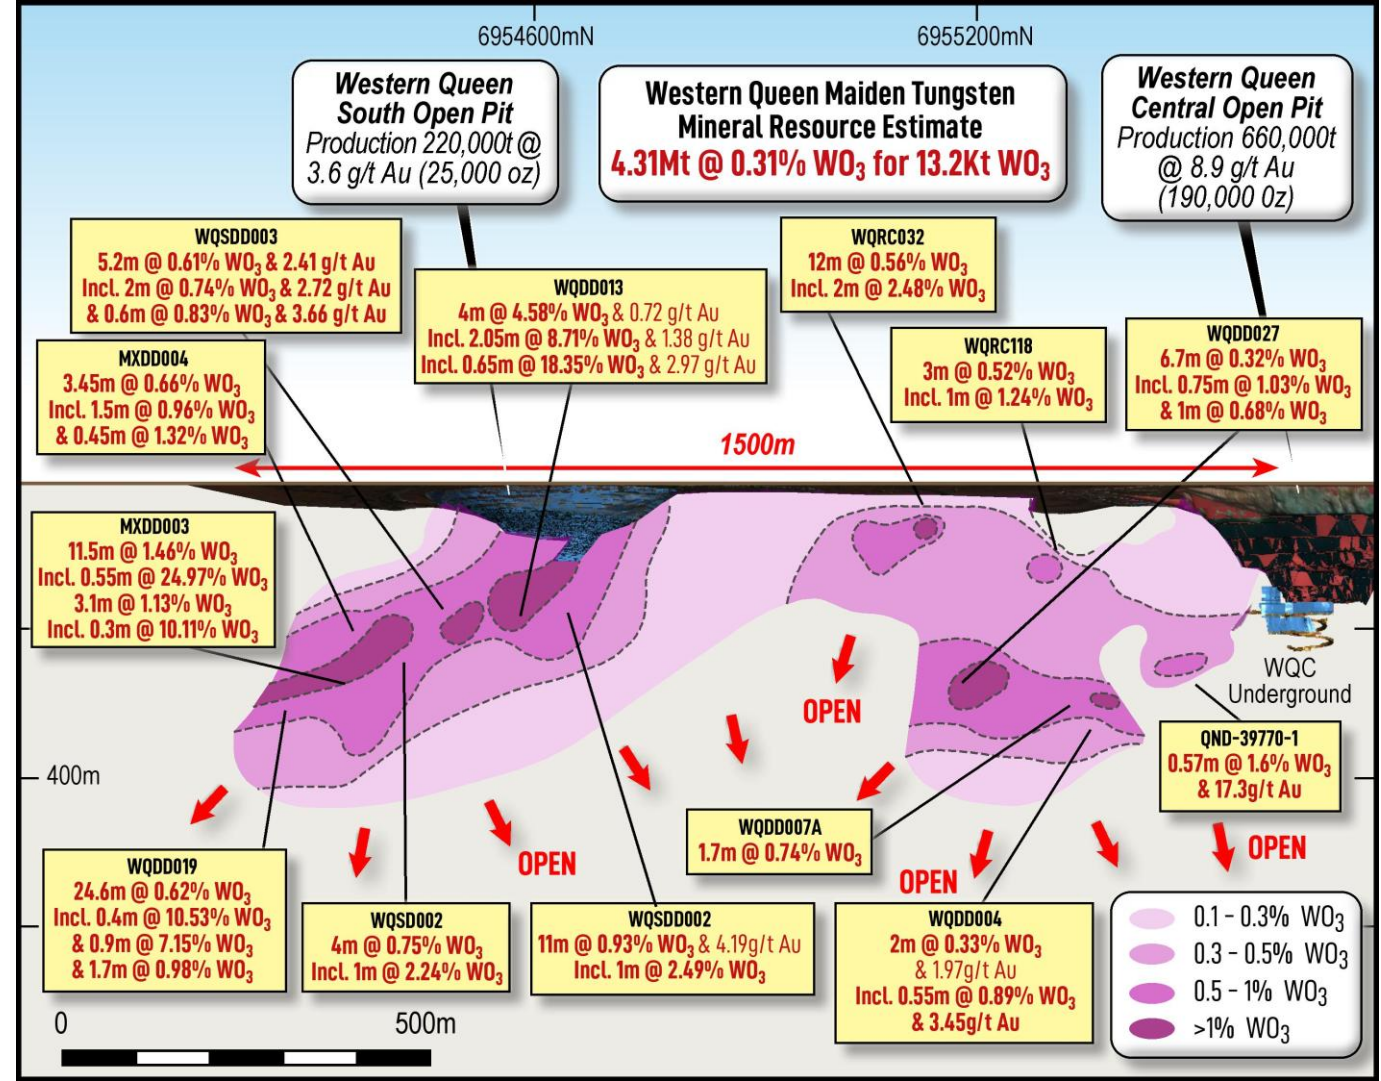 6954600mN
6955200mN
Western Queen
South Open Pit
Production 220,000t @
3.6 g/t Au (25,000 oz)
Western Queen Maiden Tungsten
Mineral Resource Estimate
4.31Mt @ 0.31% WO₃ for 13.2Kt WO₃
Western Queen
Central Open Pit
Production 660,000t
@ 8.9 g/t Au
(190,000 0z)
WQSDD003
5.2m @ 0.61% WO₃ & 2.41 g/t Au
Incl. 2m @ 0.74% WO₃ & 2.72 g/t Au
& 0.6m @ 0.83% WO₃ & 3.66 g/t Au
WQDD013
4m @ 4.58% WO₃ & 0.72 g/t Au
Incl. 2.05m @ 8.71% WO₃ & 1.38 g/t Au
Incl. 0.65m @ 18.35% WO₃ & 2.97 g/t Au
WQRC032
12m @ 0.56% WO₃
Incl. 2m @ 2.48% WO₃
WQRC118
3m @ 0.52% WO₃
Incl. 1m @ 1.24% WO₃
WQDD027
6.7m @ 0.32% WO₃
Incl. 0.75m @ 1.03% WO₃
& 1m @ 0.68% WO₃
MXDD004
3.45m @ 0.66% WO₃
Incl. 1.5m @ 0.96% WO₃
& 0.45m @ 1.32% WO₃
1500m
MXDD003
11.5m @ 1.46% WO₃
Incl. 0.55m @ 24.97% WO₃
3.1m @ 1.13% WO₃
Incl. 0.3m @ 10.11% WO₃
WQC
Underground
OPEN
QND-39770-1
0.57m @ 1.6% WO₃
& 17.3g/t Au
400m
WQDD007A
1.7m @ 0.74% WO₃
OPEN
OPEN
OPEN
WQDD019
24.6m @ 0.62% WO₃
Incl. 0.4m @ 10.53% WO₃
& 0.9m @ 7.15% WO₃
& 1.7m @ 0.98% WO₃
WQSD002
4m @ 0.75% WO₃
Incl. 1m @ 2.24% WO₃
WQSDD002
11m @ 0.93% WO₃ & 4.19g/t Au
Incl. 1m @ 2.49% WO₃
WQDD004
2m @ 0.33% WO₃
& 1.97g/t Au
Incl. 0.55m @ 0.89% WO₃
& 3.45g/t Au
0.1 – 0.3% WO₃
0.3 – 0.5% WO₃
0.5 – 1% WO₃
>1% WO₃
0
500m